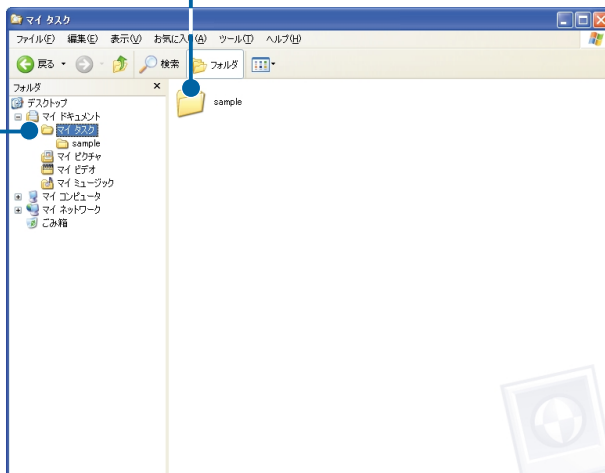 マイ タスク
ファイル(F) 編集(E) 表示(V) お気に入り(A) ツール(T) ヘルプ(H)
戻る 検索 フォルダ
フォルダ ×
デスクトップ
マイ ドキュメント
マイ タスク
sample
マイ ピクチャ
マイ ビデオ
マイ ミュージック
マイ コンピュータ
マイ ネットワーク
ごみ箱
sample